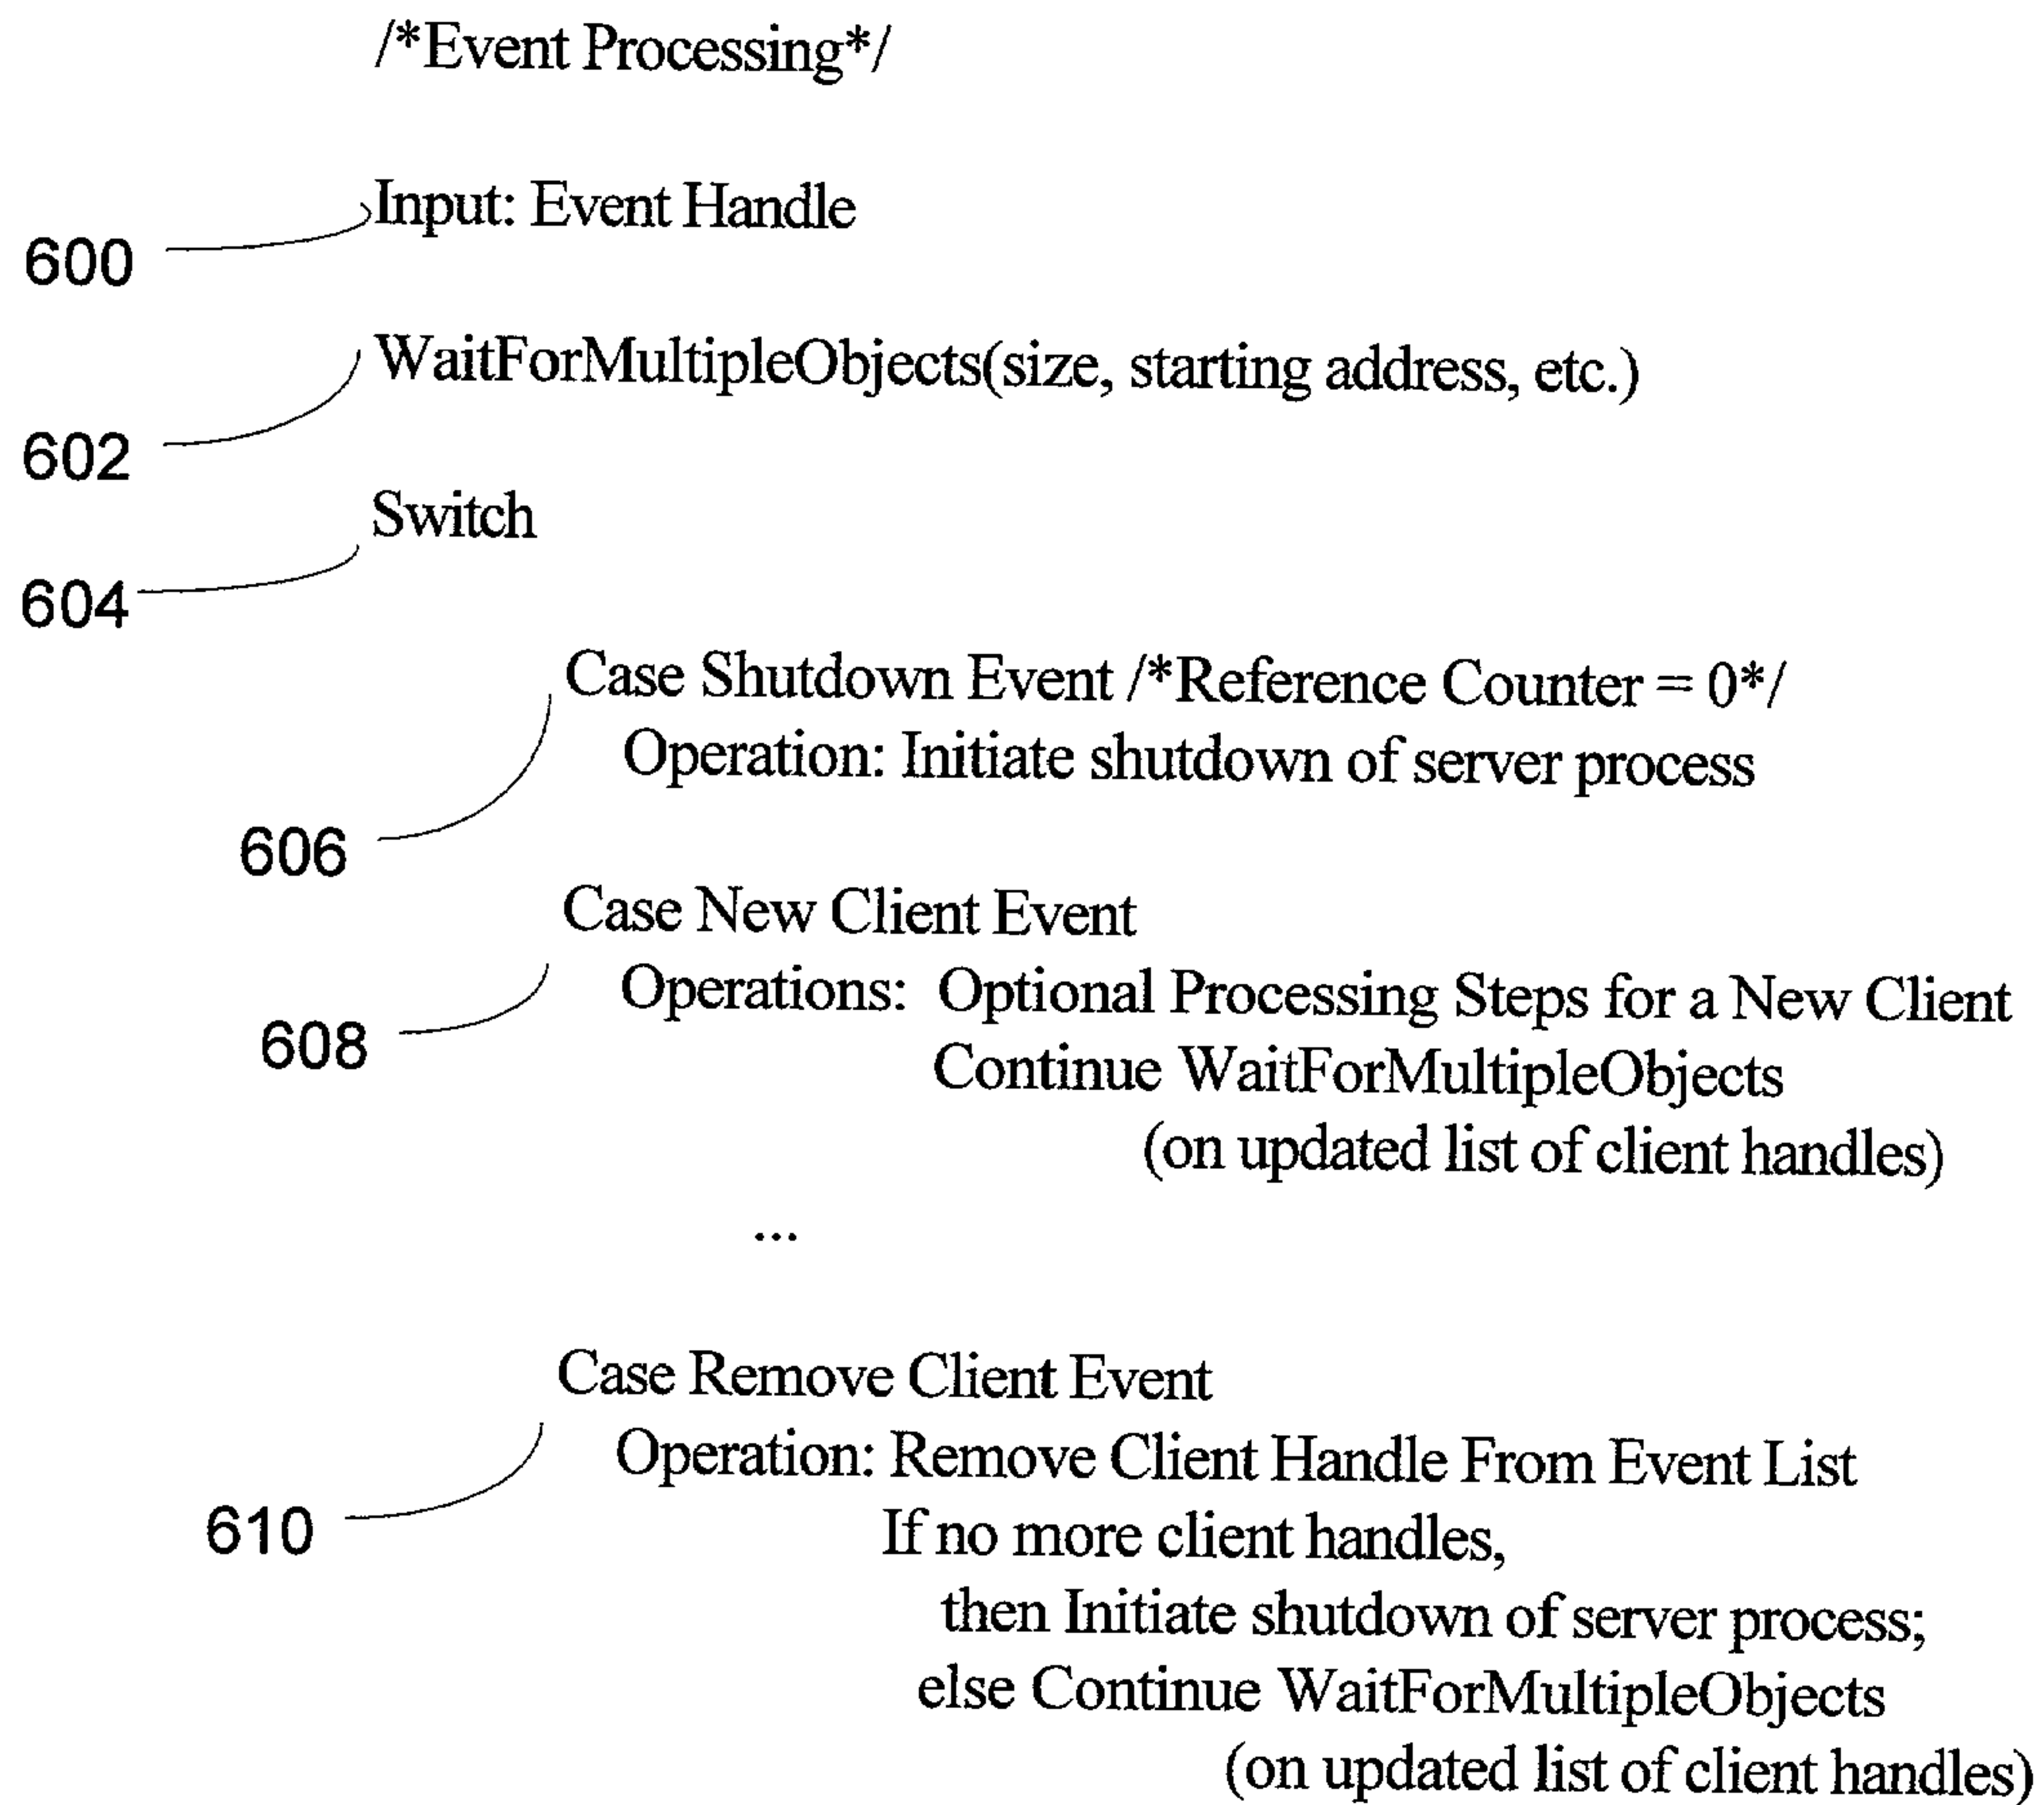 /*Event Processing*/
Input: Event Handle
600
WaitForMultipleObjects(size, starting address, etc.)
602
Switch
604
Case Shutdown Event /*Reference Counter = 0*/
Operation: Initiate shutdown of server process
606
Case New Client Event
Operations: Optional Processing Steps for a New Client
608
Continue WaitForMultipleObjects
(on updated list of client handles)
...
Case Remove Client Event
Operation: Remove Client Handle From Event List
610
If no more client handles,
then Initiate shutdown of server process;
else Continue WaitForMultipleObjects
(on updated list of client handles)